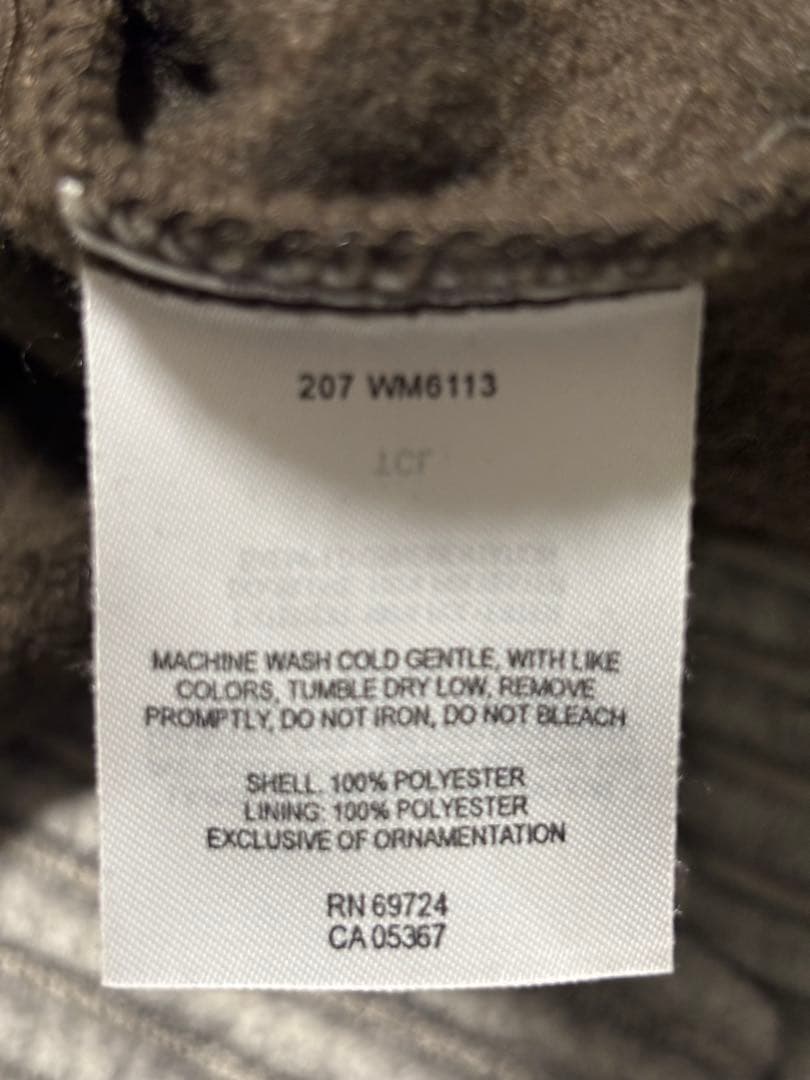 207 WM6113
MACHINE WASH COLD GENTLE, WITH LIKE
COLORS, TUMBLE DRY LOW, REMOVE
PROMPTLY, DO NOT IRON, DO NOT BLEACH
SHELL: 100% POLYESTER
LINING: 100% POLYESTER
EXCLUSIVE OF ORNAMENTATION
RN 69724
CA 05367